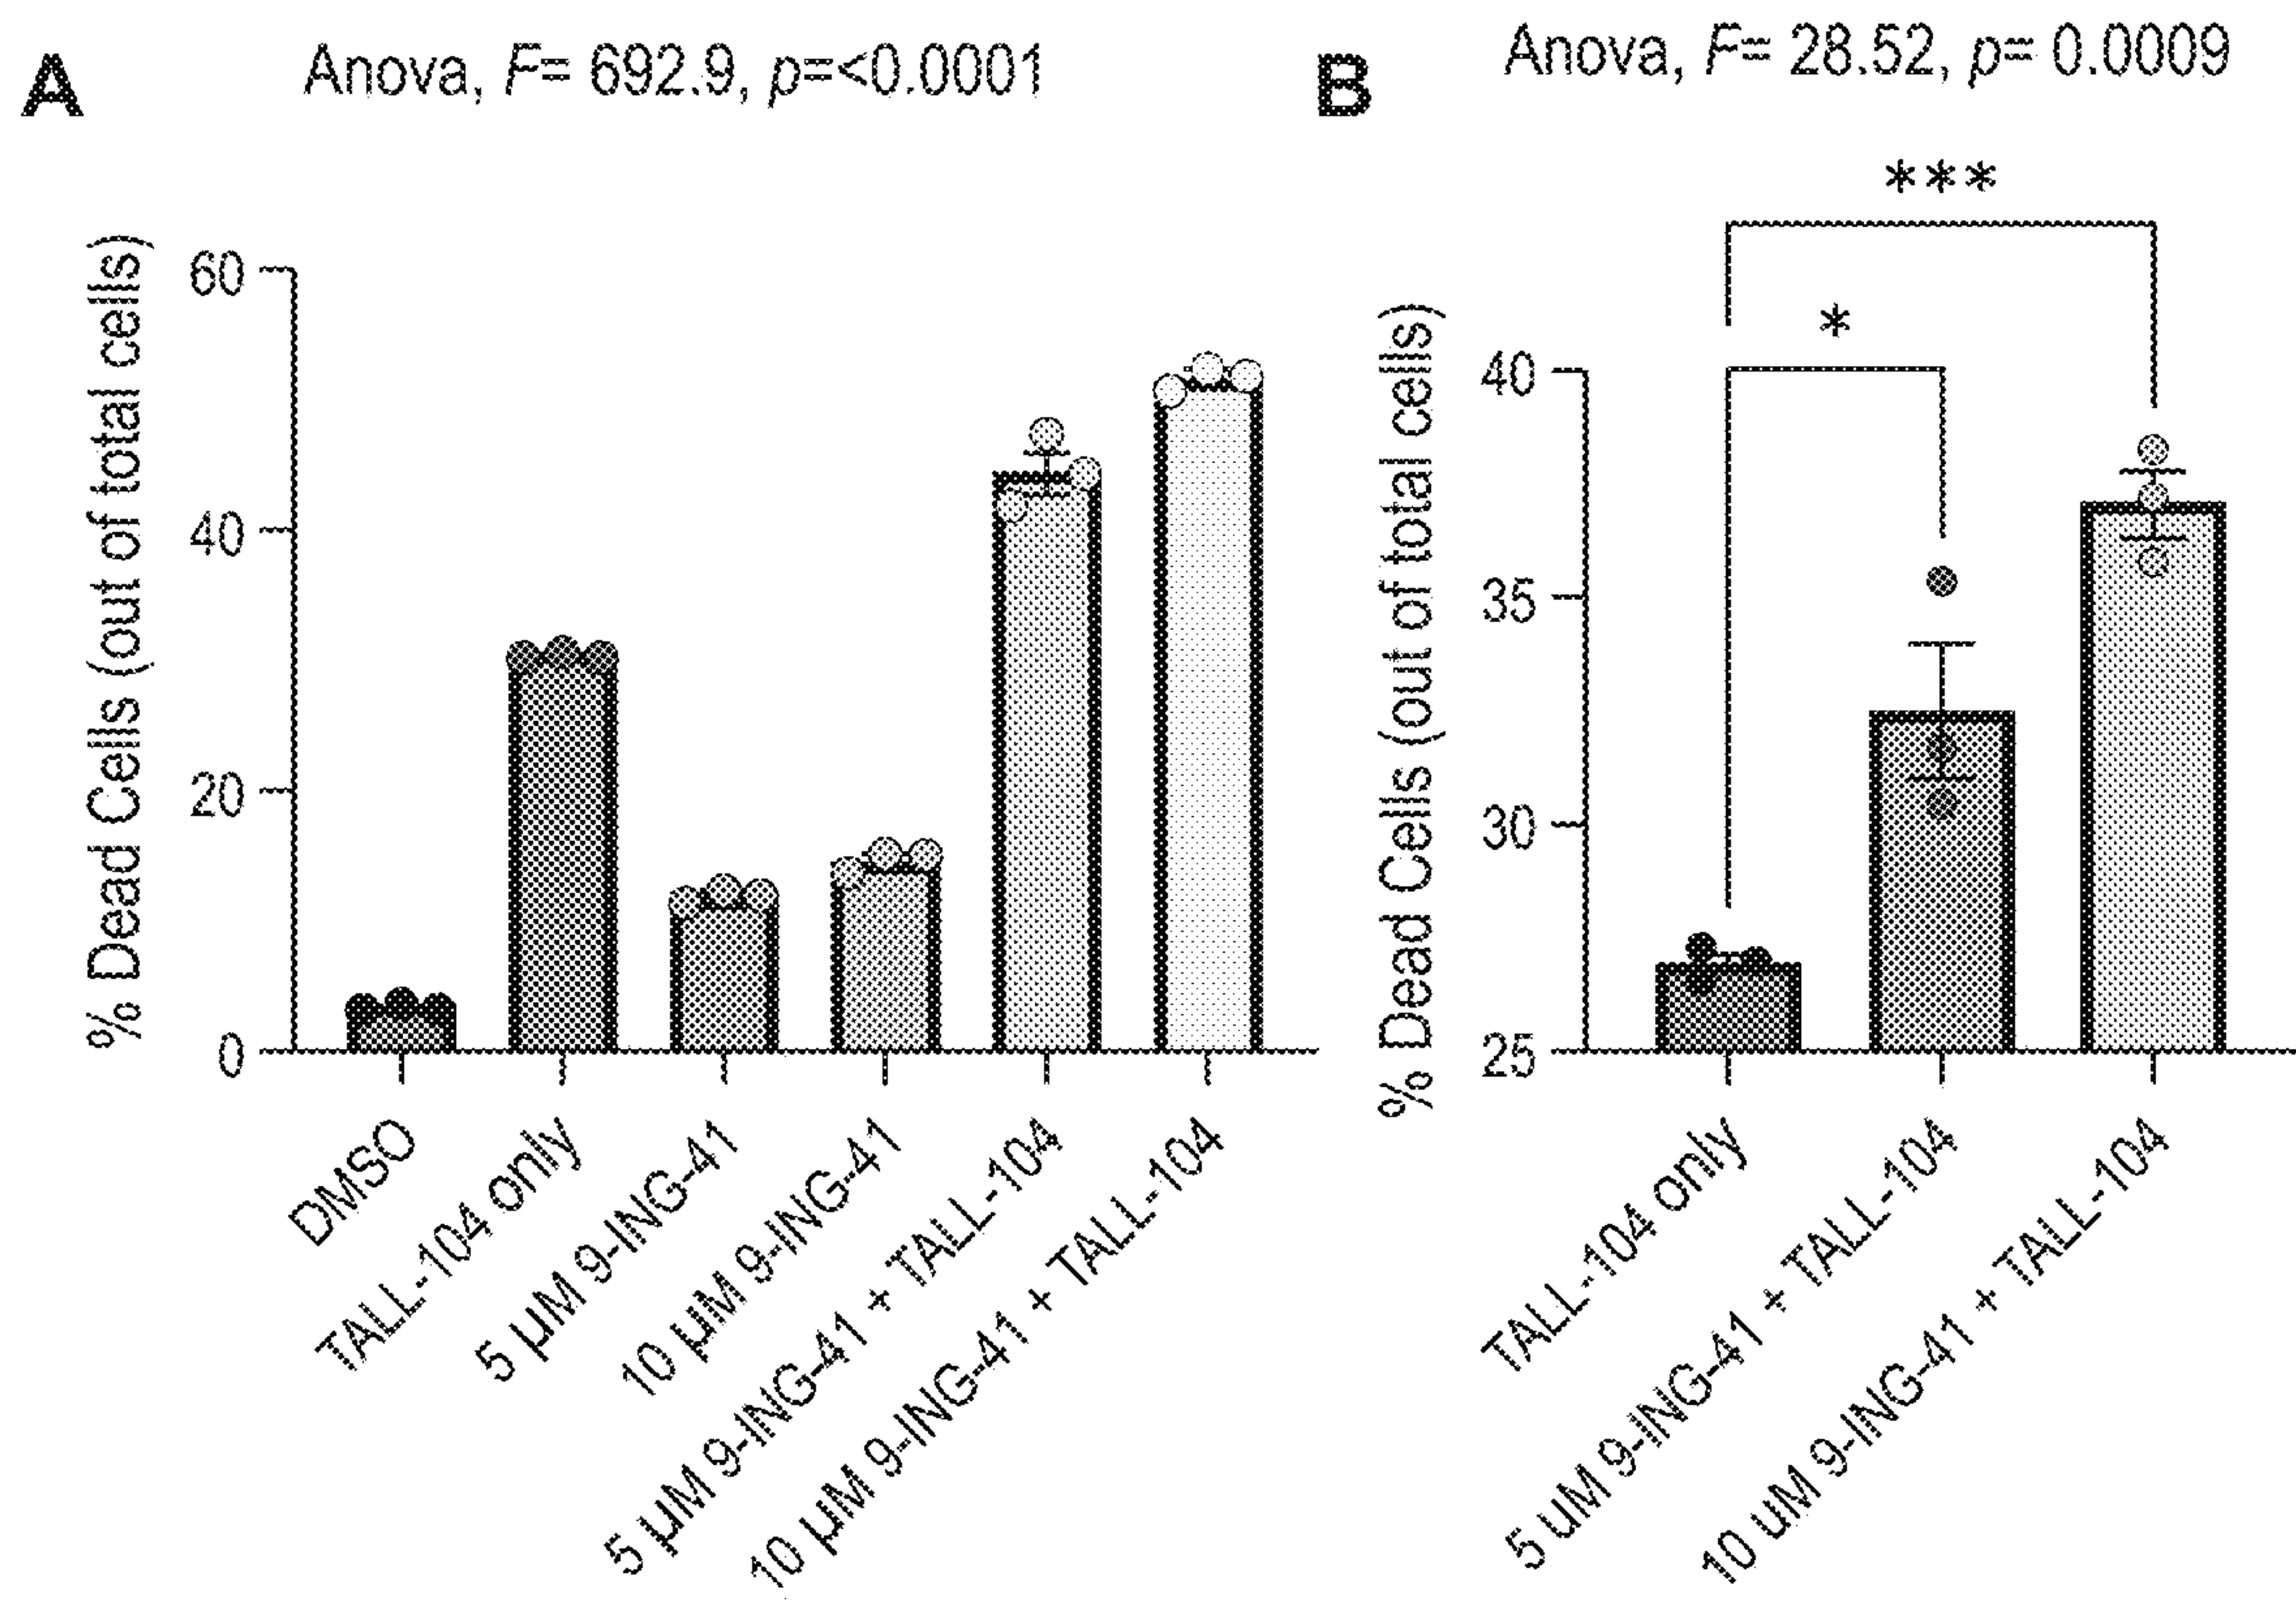 A
Anova, F= 692.9, p=<0.0001
% Dead Cells (out of total cells)
60
40
20
0
DMSO
TALL-104 only
5 µM 9-ING-41
10 µM 9-ING-41
5 µM 9-ING-41 + TALL-104
10 µM 9-ING-41 + TALL-104
B
Anova, F= 28.52, p= 0.0009
***
*
% Dead Cells (out of total cells)
40
35
30
25
TALL-104 only
5 uM 9-ING-41 + TALL-104
10 uM 9-ING-41 + TALL-104